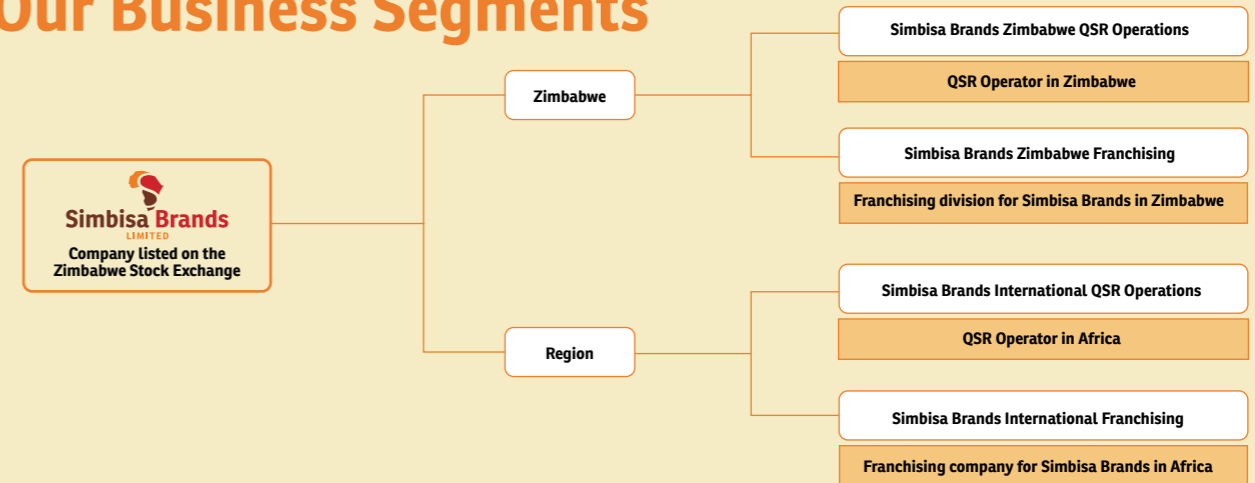 Our Business Segments
Simbisa Brands
LIMITED
Company listed on the
Zimbabwe Stock Exchange
Zimbabwe
Simbisa Brands Zimbabwe QSR Operations
QSR Operator in Zimbabwe
Simbisa Brands Zimbabwe Franchising
Franchising division for Simbisa Brands in Zimbabwe
Region
Simbisa Brands International QSR Operations
QSR Operator in Africa
Simbisa Brands International Franchising
Franchising company for Simbisa Brands in Africa